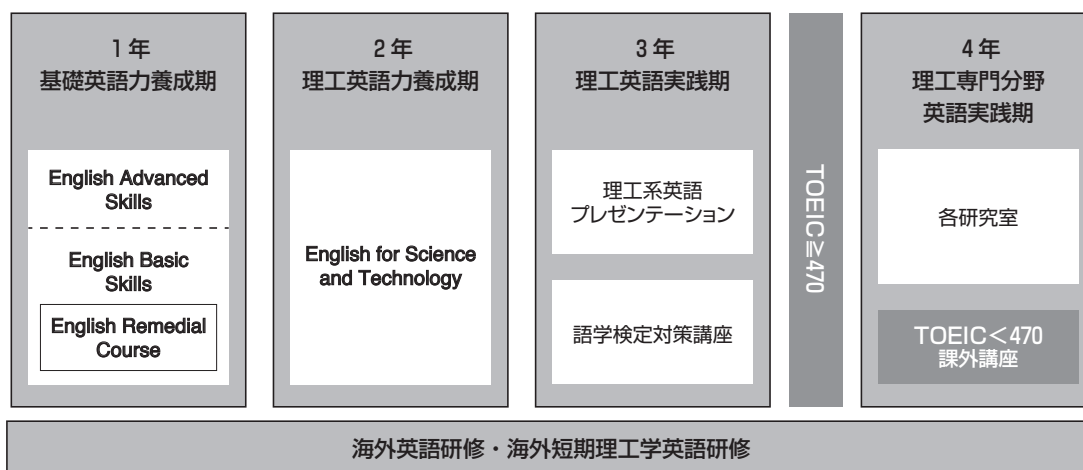 1年
基礎英語力養成期
English Advanced
Skills
English Basic
Skills
English Remedial
Course
2年
理工英語力養成期
English for Science
and Technology
3年
理工英語実践期
理工系英語
プレゼンテーション
語学検定対策講座
TOEIC≧470
4年
理工専門分野
英語実践期
各研究室
TOEIC<470
課外講座
海外英語研修・海外短期理工学英語研修